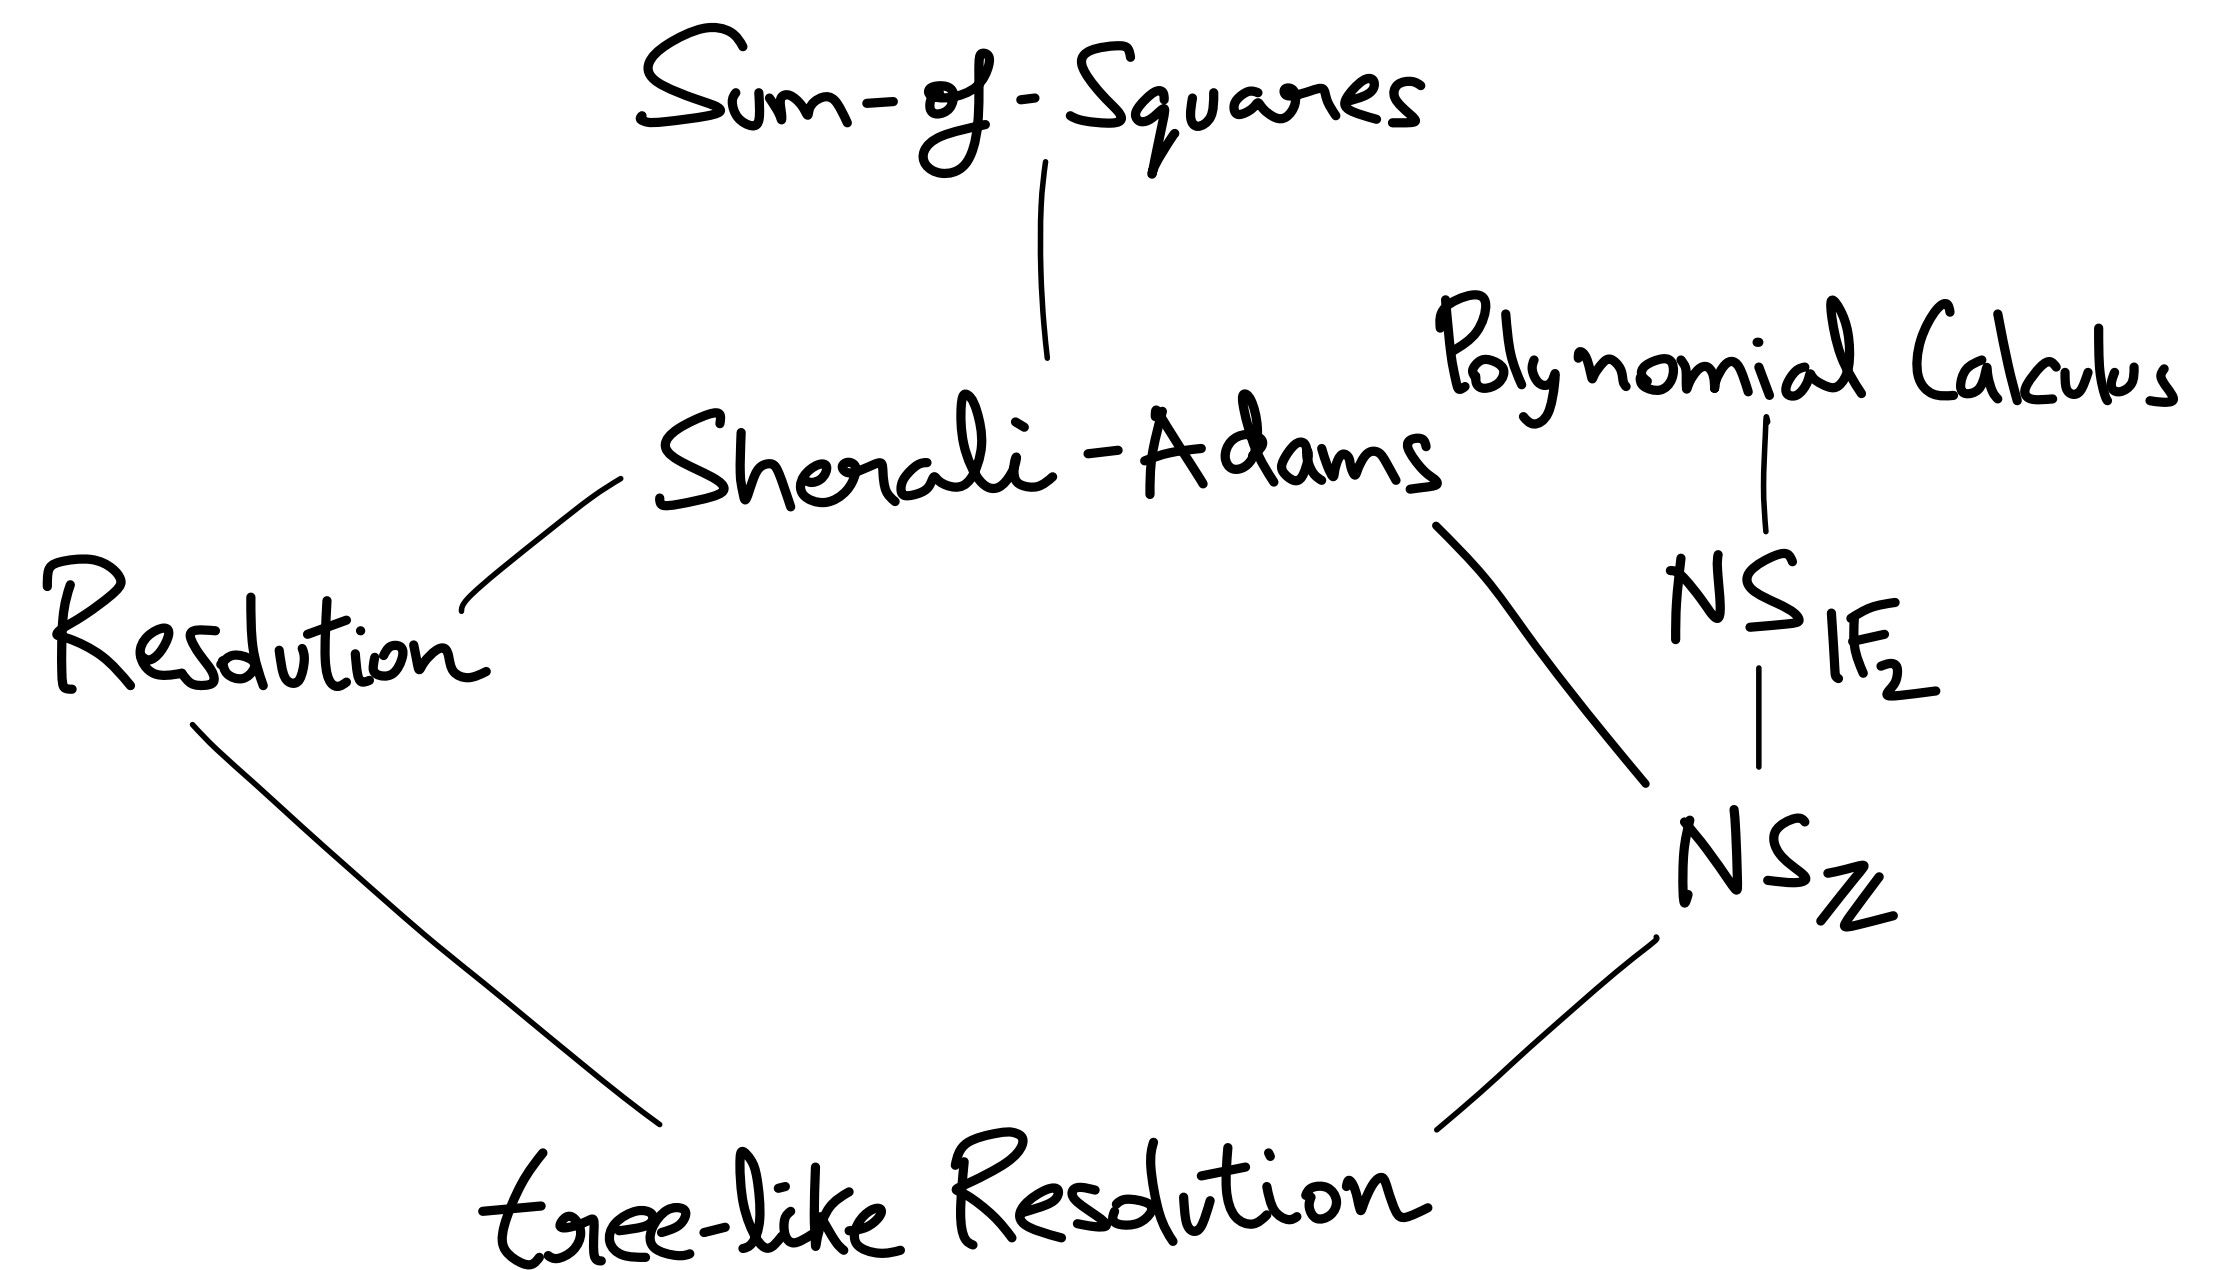 Sum-of-Squares
Polynomial Calculus
Sherali-Adams
Resolution
NS𝔽₂
NSℤ
tree-like Resolution